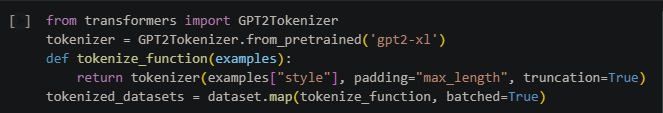 [ ] from transformers import GPT2Tokenizer
tokenizer = GPT2Tokenizer.from_pretrained('gpt2-xl')
def tokenize_function(examples):
    return tokenizer(examples["style"], padding="max_length", truncation=True)
tokenized_datasets = dataset.map(tokenize_function, batched=True)